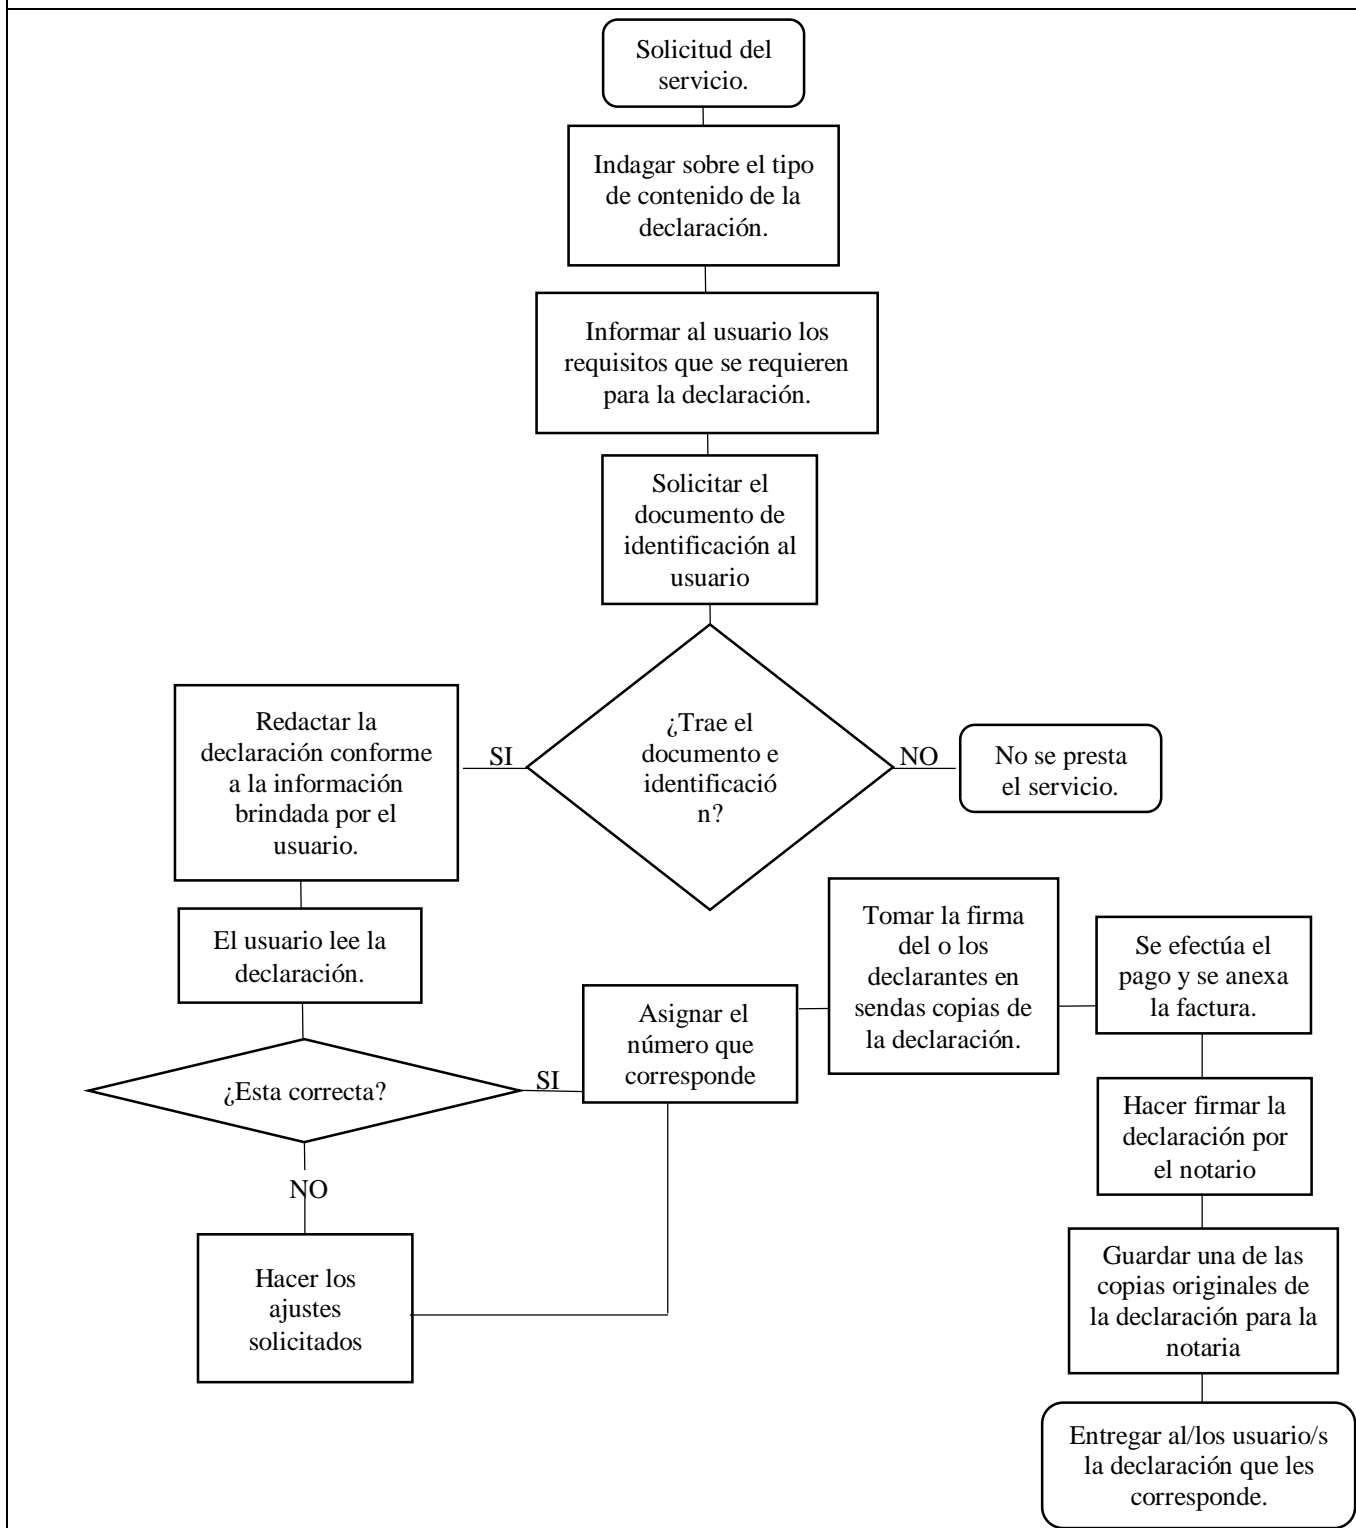 Solicitud del
servicio.
Indagar sobre el tipo
de contenido de la
declaración.
Informar al usuario los
requisitos que se requieren
para la declaración.
Solicitar el
documento de
identificación al
usuario
¿Trae el
documento e
identificació
n?
SI
NO
No se presta
el servicio.
Redactar la
declaración conforme
a la información
brindada por el
usuario.
El usuario lee la
declaración.
¿Esta correcta?
SI
NO
Hacer los
ajustes
solicitados
Asignar el
número que
corresponde
Tomar la firma
del o los
declarantes en
sendas copias de
la declaración.
Se efectúa el
pago y se anexa
la factura.
Hacer firmar la
declaración por
el notario
Guardar una de las
copias originales de
la declaración para la
notaria
Entregar al/los usuario/s
la declaración que les
corresponde.